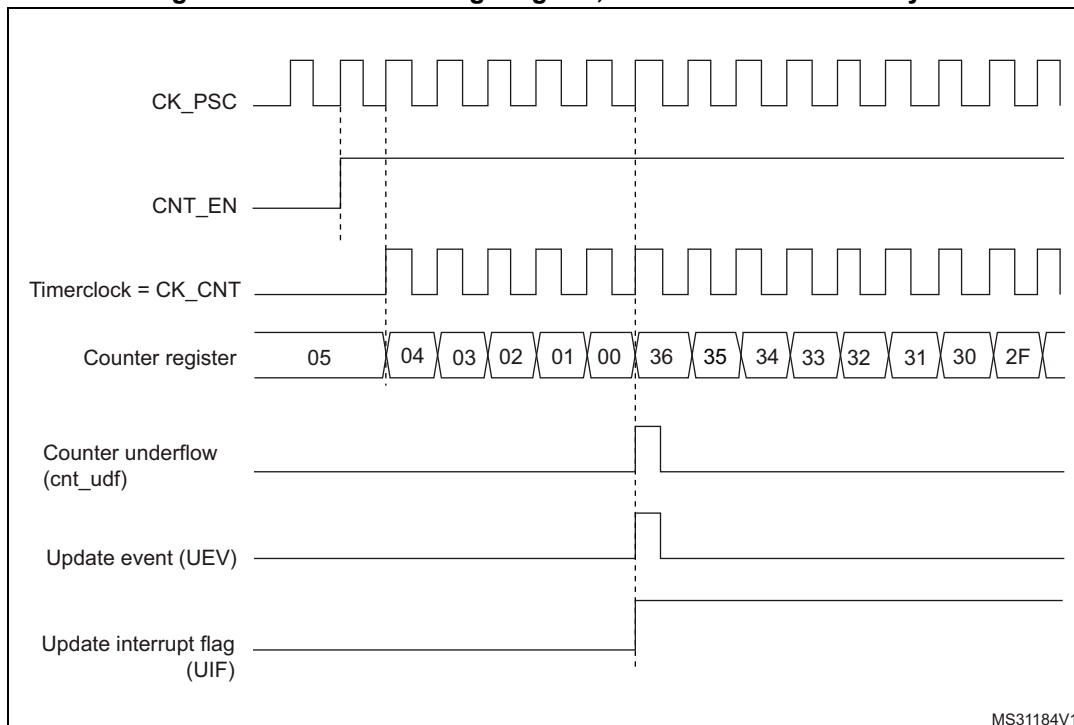 CK_PSC
CNT_EN
Timerclock = CK_CNT
Counter register 05 04 03 02 01 00 36 35 34 33 32 31 30 2F
Counter underflow
(cnt_udf)
Update event (UEV)
Update interrupt flag
(UIF)
MS31184V1